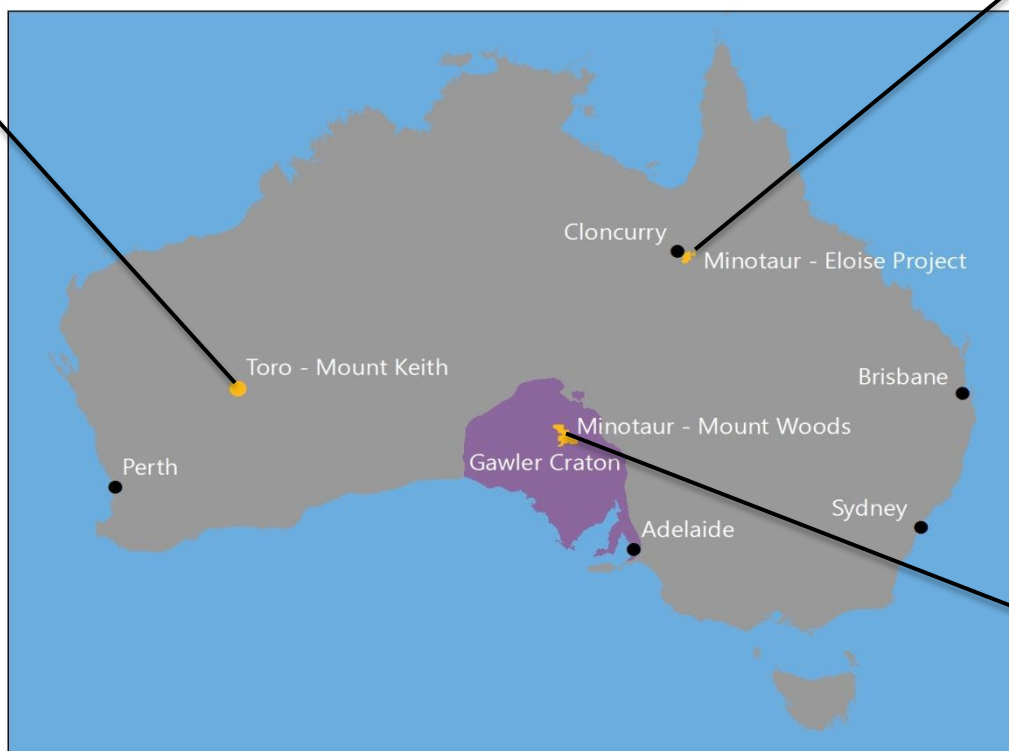 Cloncurry
Minotaur - Eloise Project
Toro - Mount Keith
Brisbane
Minotaur - Mount Woods
Gawler Craton
Perth
Sydney
Adelaide